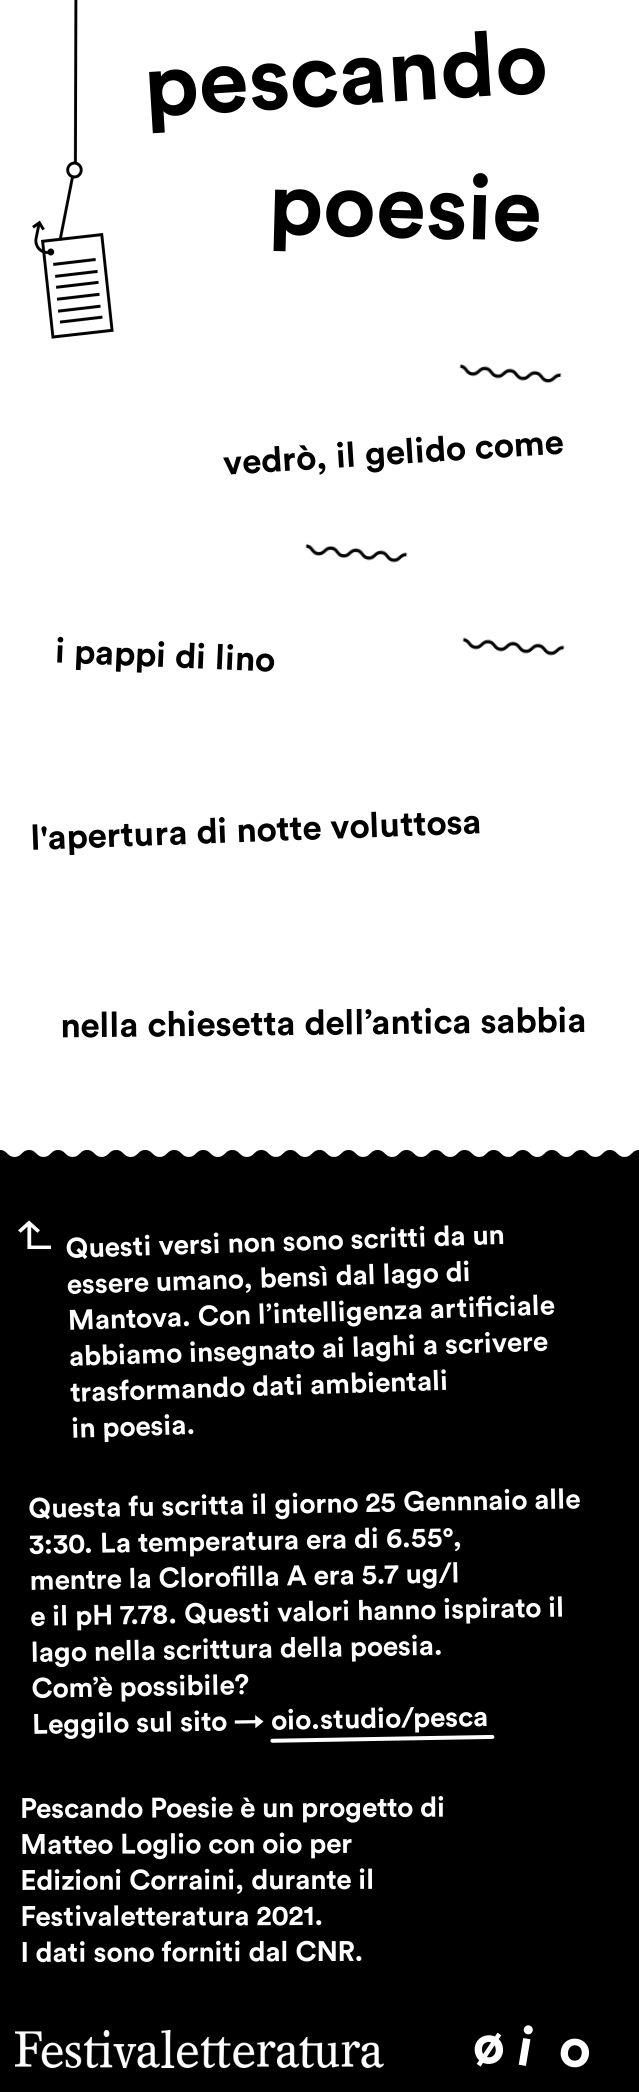 pescando
poesie
vedrò, il gelido come
i pappi di lino
l'apertura di notte voluttosa
nella chiesetta dell’antica sabbia
Questi versi non sono scritti da un
essere umano, bensì dal lago di
Mantova. Con l’intelligenza artificiale
abbiamo insegnato ai laghi a scrivere
trasformando dati ambientali
in poesia.
Questa fu scritta il giorno 25 Gennnaio alle
3:30. La temperatura era di 6.55°,
mentre la Clorofilla A era 5.7 ug/l
e il pH 7.78. Questi valori hanno ispirato il
lago nella scrittura della poesia.
Com’è possibile?
Leggilo sul sito → oio.studio/pesca
Pescando Poesie è un progetto di
Matteo Loglio con oio per
Edizioni Corraini, durante il
Festivaletteratura 2021.
I dati sono forniti dal CNR.
Festivaletteratura øio